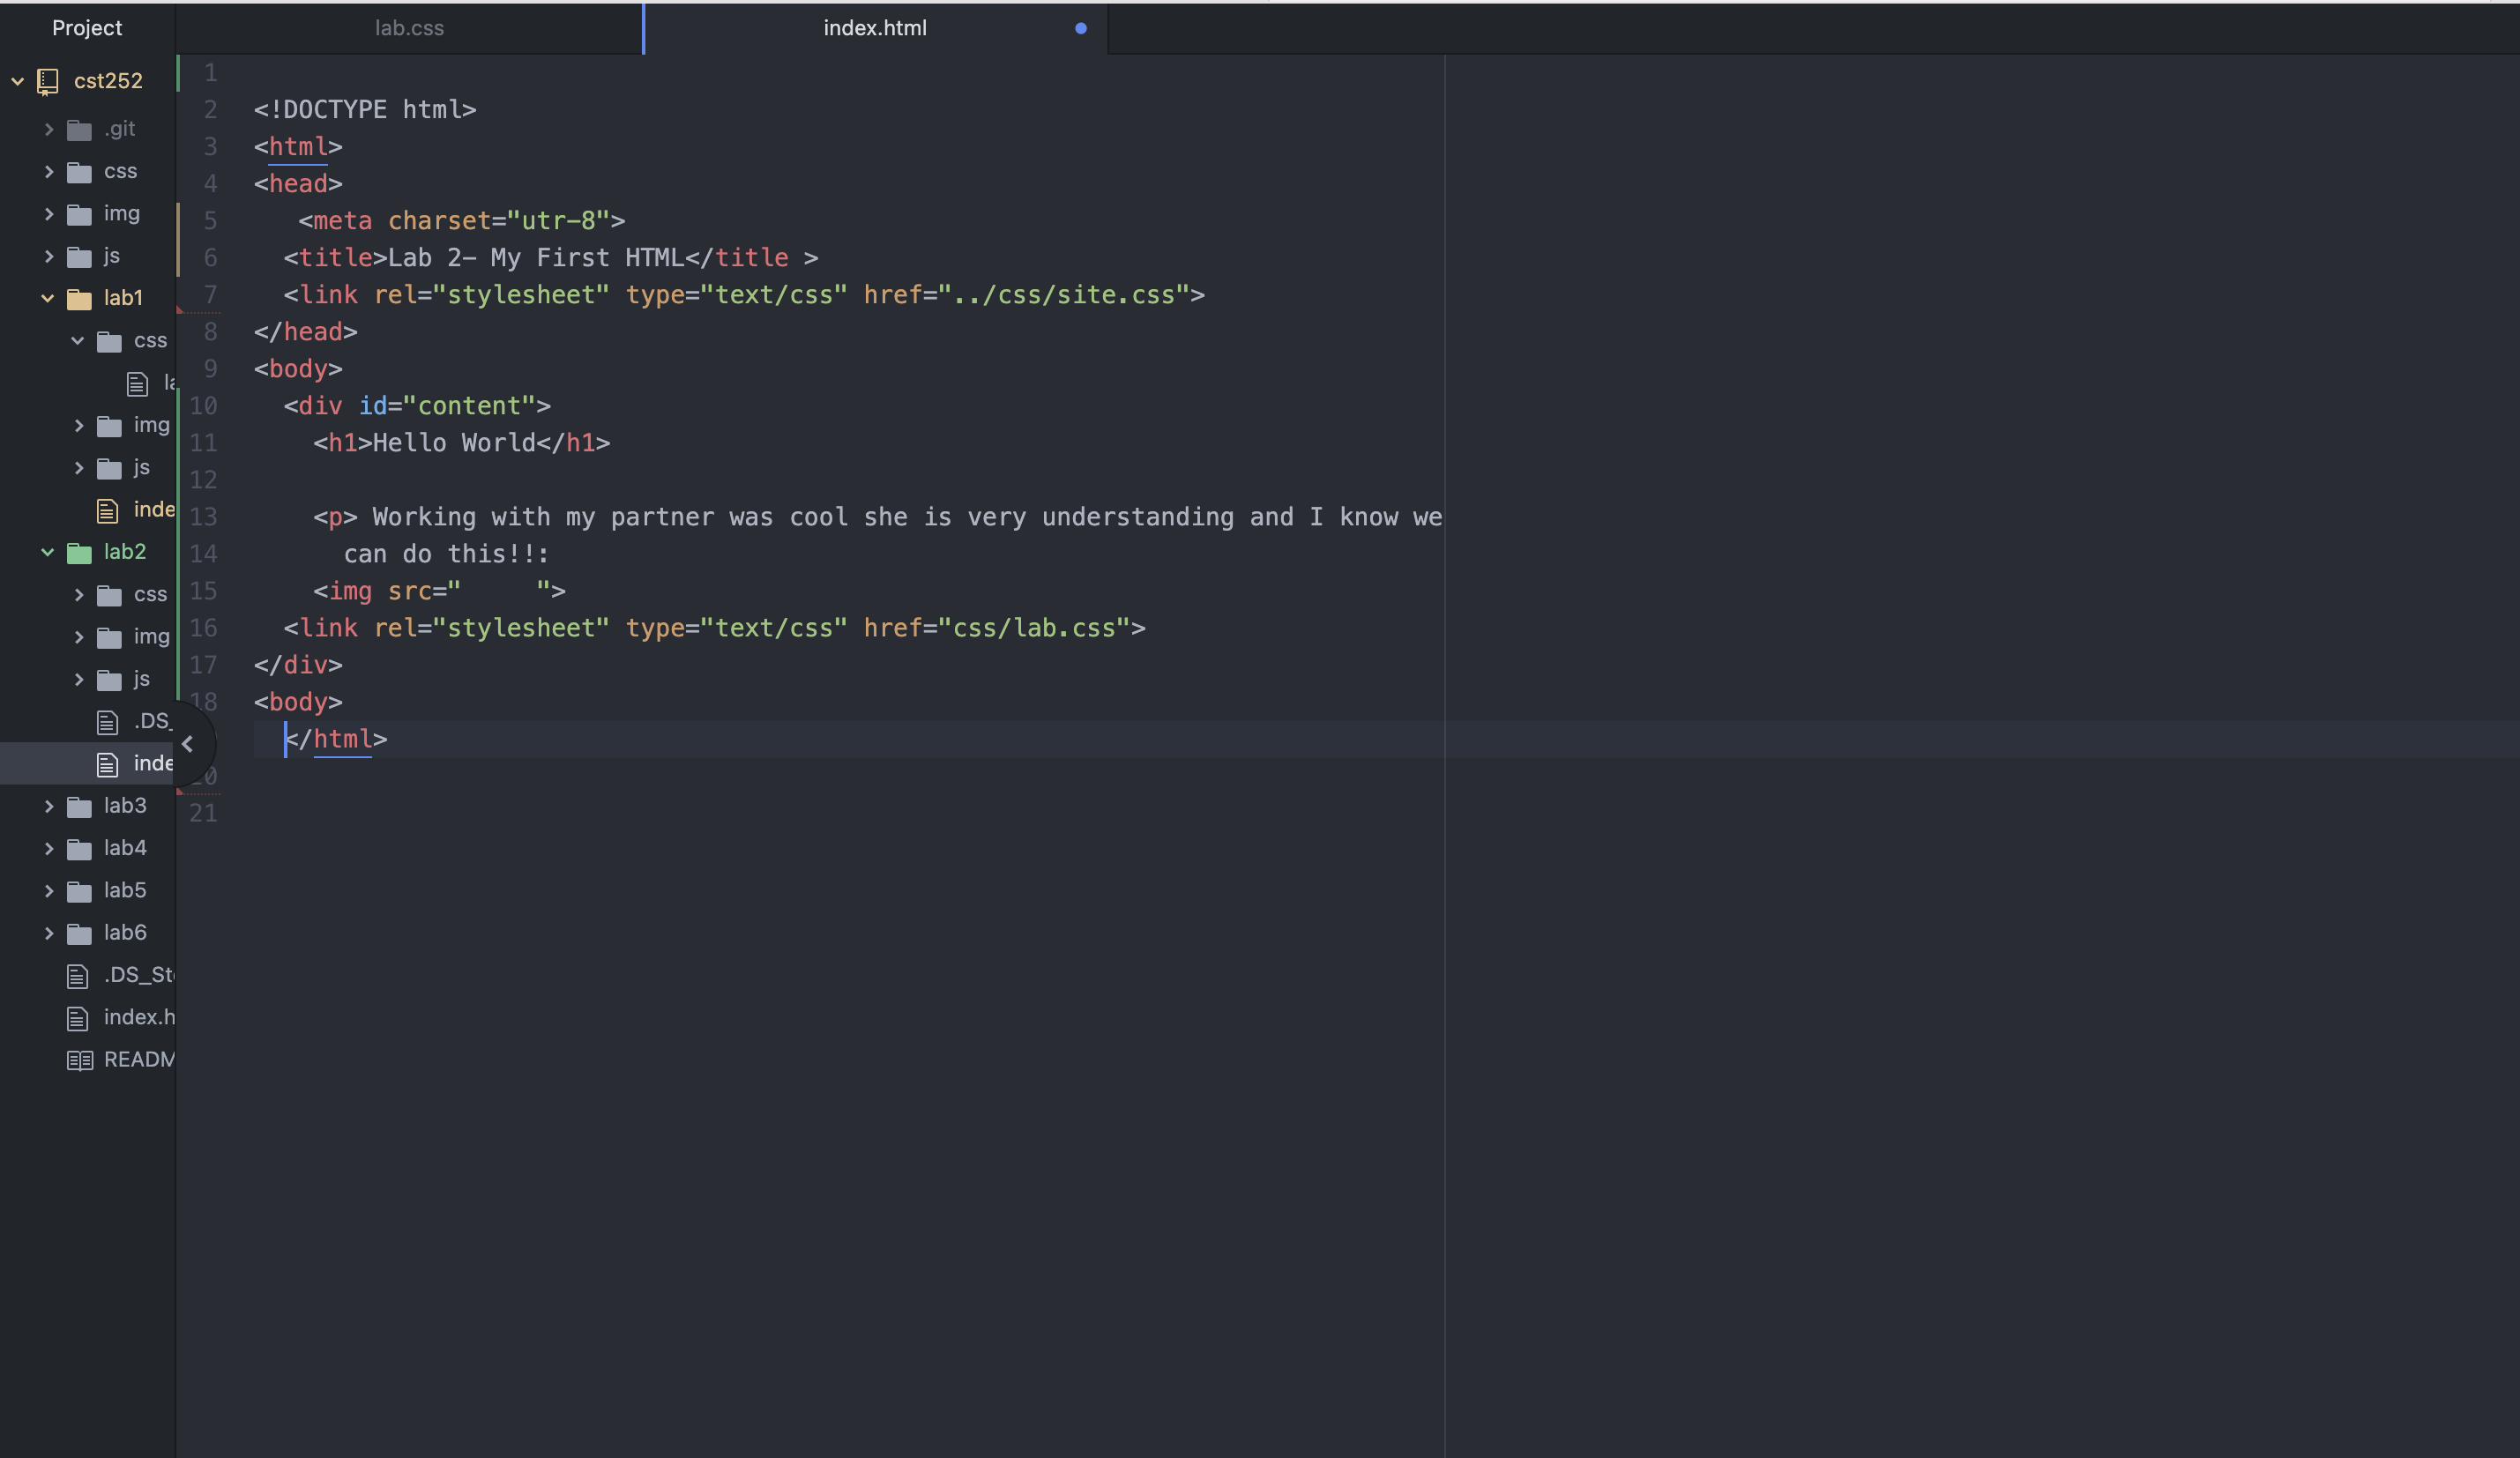 Project
lab.css
index.html
cst252
.git
css
img
js
lab1
css
la
img
js
inde
lab2
css
img
js
.DS_
inde
lab3
lab4
lab5
lab6
.DS_Sto
index.h
READM
1
2 <!DOCTYPE html>
3 <html>
4 <head>
5 <meta charset="utr-8">
6 <title>Lab 2- My First HTML</title >
7 <link rel="stylesheet" type="text/css" href="../css/site.css">
8 </head>
9 <body>
10 <div id="content">
11 <h1>Hello World</h1>
12
13 <p> Working with my partner was cool she is very understanding and I know we
14 can do this!!:
15 <img src="     ">
16 <link rel="stylesheet" type="text/css" href="css/lab.css">
17 </div>
18 <body>
</html>
20
21